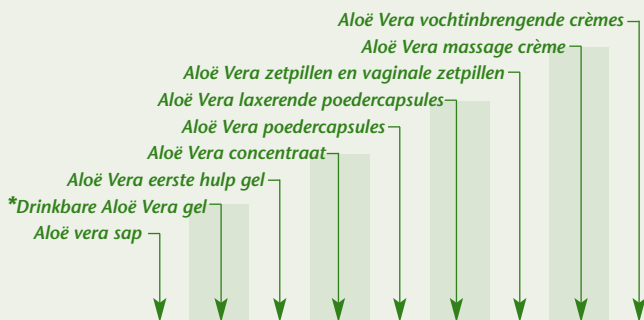 Aloë Vera vochtinbrengende crèmes
Aloë Vera massage crème
Aloë Vera zetpillen en vaginale zetpillen
Aloë Vera laxerende poedercapsules
Aloë Vera poedercapsules
Aloë Vera concentraat
Aloë Vera eerste hulp gel
*Drinkbare Aloë Vera gel
Aloë vera sap